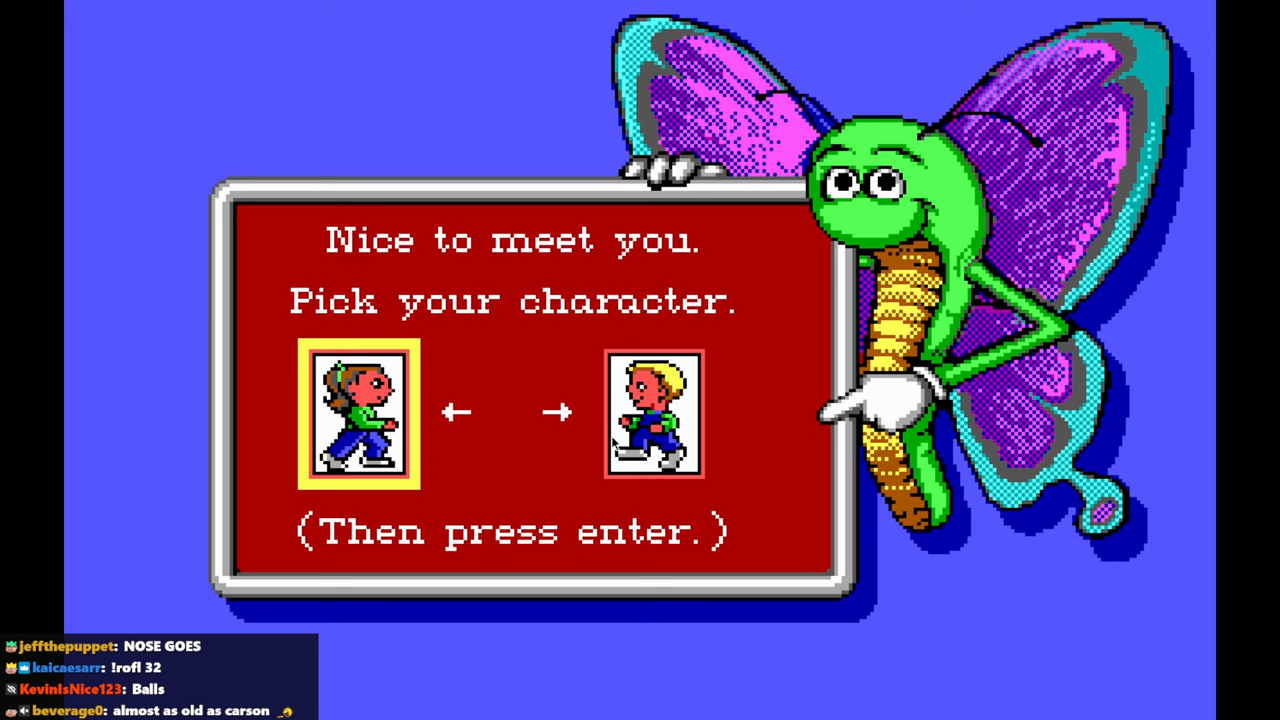 Nice to meet you.
Pick your character.
← →
(Then press enter.)
jeffthepuppet: NOSE GOES
kaicaesarr: !rofl 32
KevinIsNice123: Balls
beverage0: almost as old as carson